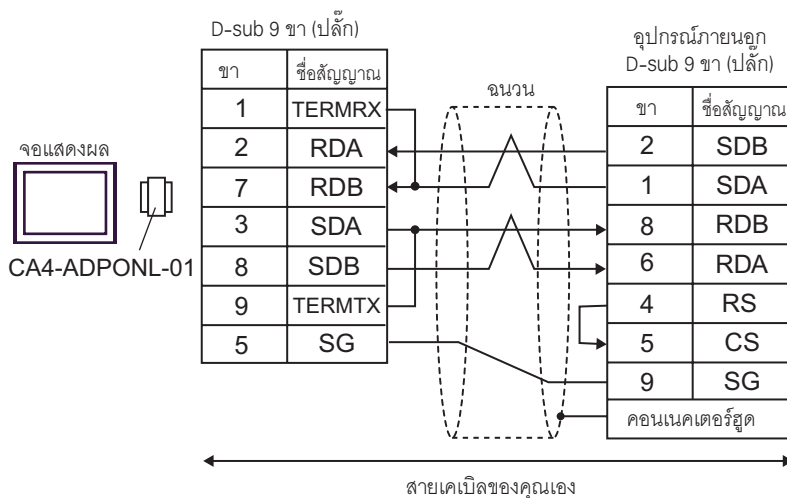 D-sub 9 ขา (ปลั๊ก)
อุปกรณ์ภายนอก
D-sub 9 ขา (ปลั๊ก)
ขา ชื่อสัญญาณ
1 TERMRX
2 RDA
7 RDB
3 SDA
8 SDB
9 TERMTX
5 SG
ฉนวน
ขา ชื่อสัญญาณ
2 SDB
1 SDA
8 RDB
6 RDA
4 RS
5 CS
9 SG
คอนเนคเตอร์ฮูด
จอแสดงผล
CA4-ADPONL-01
สายเคเบิลของคุณเอง